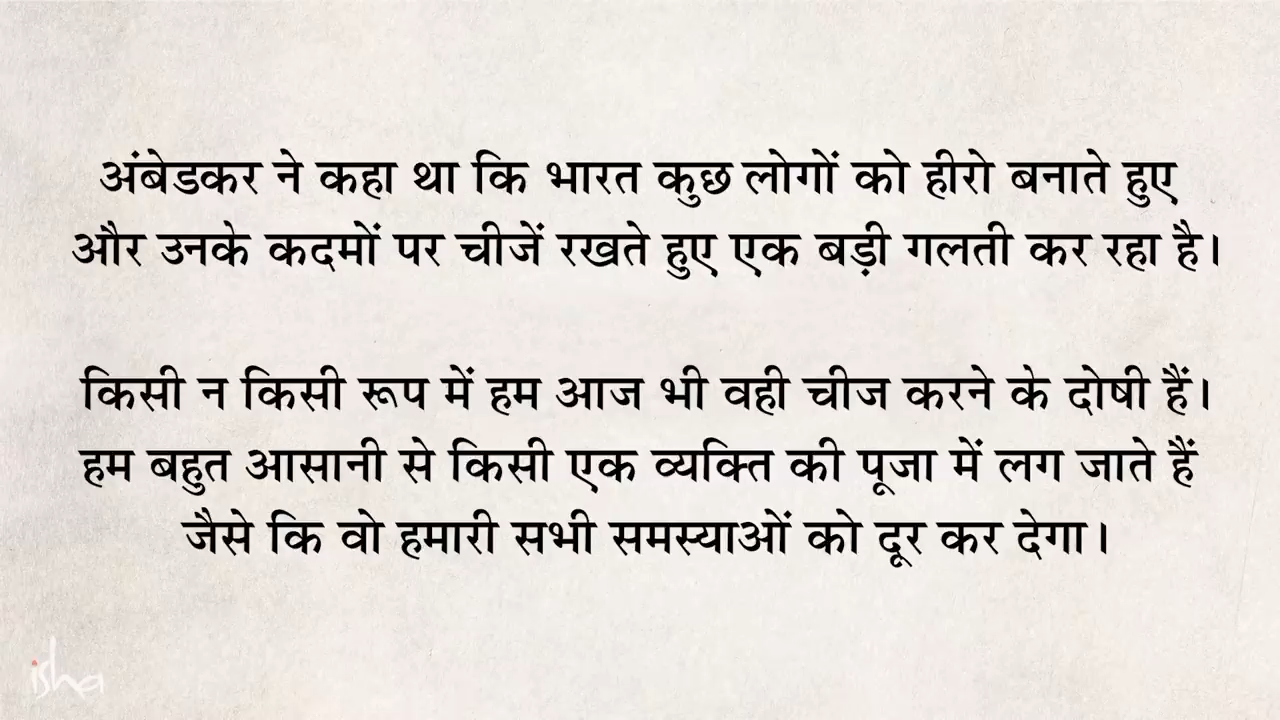 अंबेडकर ने कहा था कि भारत कुछ लोगों को हीरो बनाते हुए
और उनके कदमों पर चीजें रखते हुए एक बड़ी गलती कर रहा है।
किसी न किसी रूप में हम आज भी वही चीज करने के दोषी हैं।
हम बहुत आसानी से किसी एक व्यक्ति की पूजा में लग जाते हैं
जैसे कि वो हमारी सभी समस्याओं को दूर कर देगा।
isha